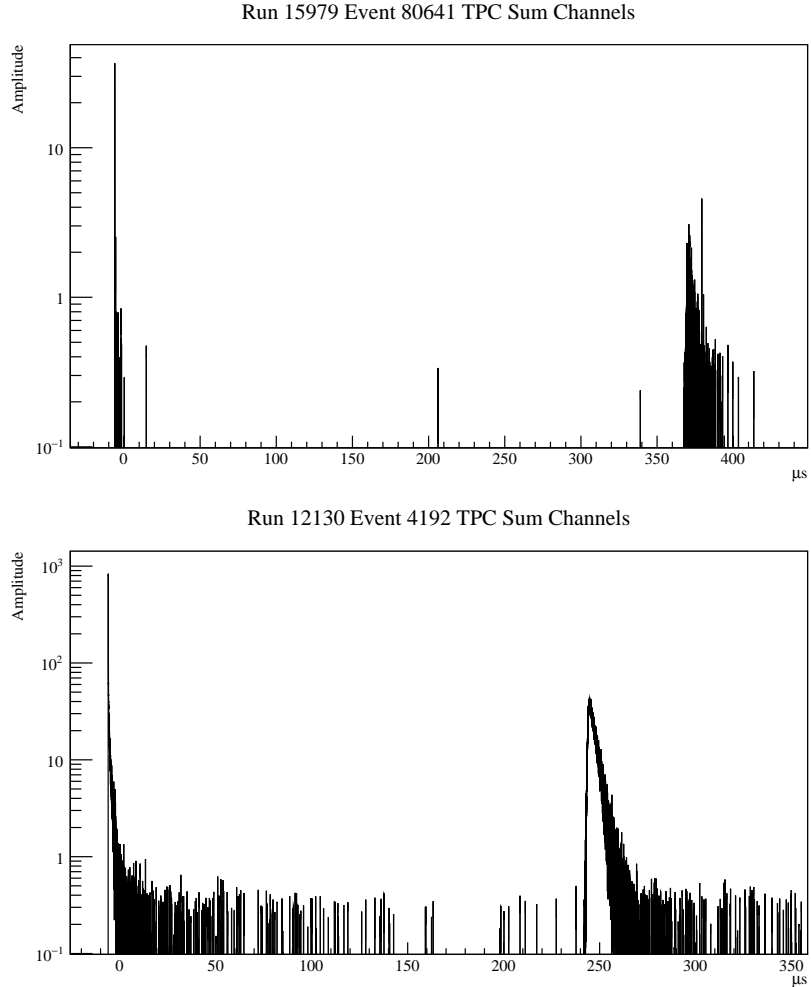 Run 15979 Event 80641 TPC Sum Channels
Amplitude
10
1
10⁻¹
0 50 100 150 200 250 300 350 400
μs
Run 12130 Event 4192 TPC Sum Channels
Amplitude
10³
10²
10
1
10⁻¹
0 50 100 150 200 250 300 350
μs